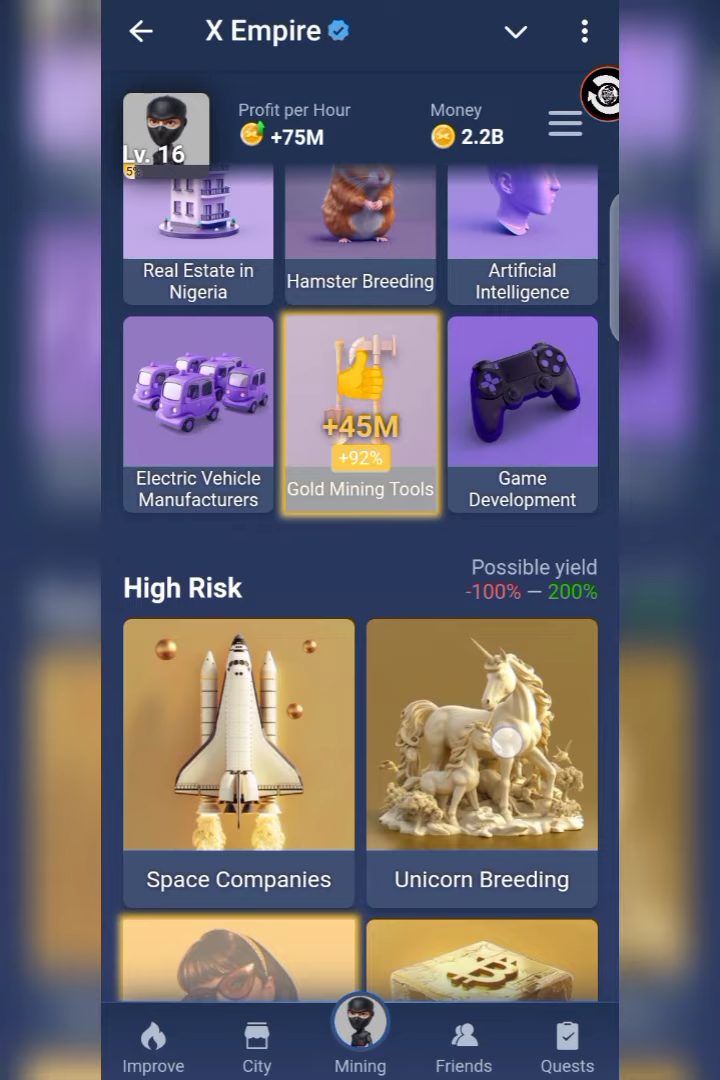 X Empire
Profit per Hour
+75M
Money
2.2B
Lv. 16
5%
Real Estate in
Nigeria
Hamster Breeding
Artificial
Intelligence
+45M
+92%
Electric Vehicle
Manufacturers
Gold Mining Tools
Game
Development
High Risk
Possible yield
-100% — 200%
Space Companies
Unicorn Breeding
Improve
City
Mining
Friends
Quests